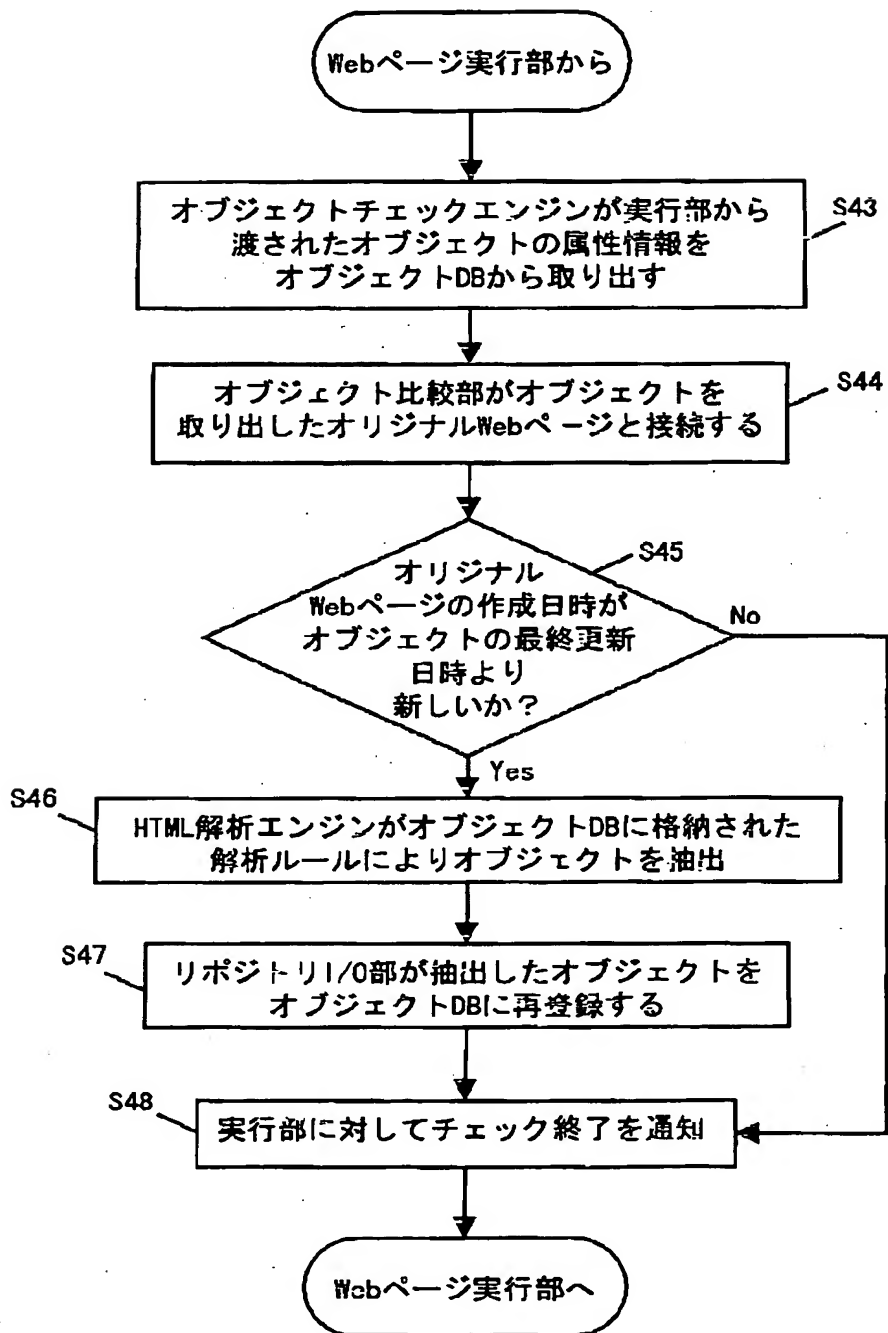 Webページ実行部から
オブジェクトチェックエンジンが実行部から
渡されたオブジェクトの属性情報を
オブジェクトDBから取り出す
S43
オブジェクト比較部がオブジェクトを
取り出したオリジナルWebページと接続する
S44
S45
オリジナル
Webページの作成日時が
オブジェクトの最終更新
日時より
新しいか？
No
Yes
S46
HTML解析エンジンがオブジェクトDBに格納された
解析ルールによりオブジェクトを抽出
S47
リポジトリI/O部が抽出したオブジェクトを
オブジェクトDBに再登録する
S48
実行部に対してチェック終了を通知
Webページ実行部へ